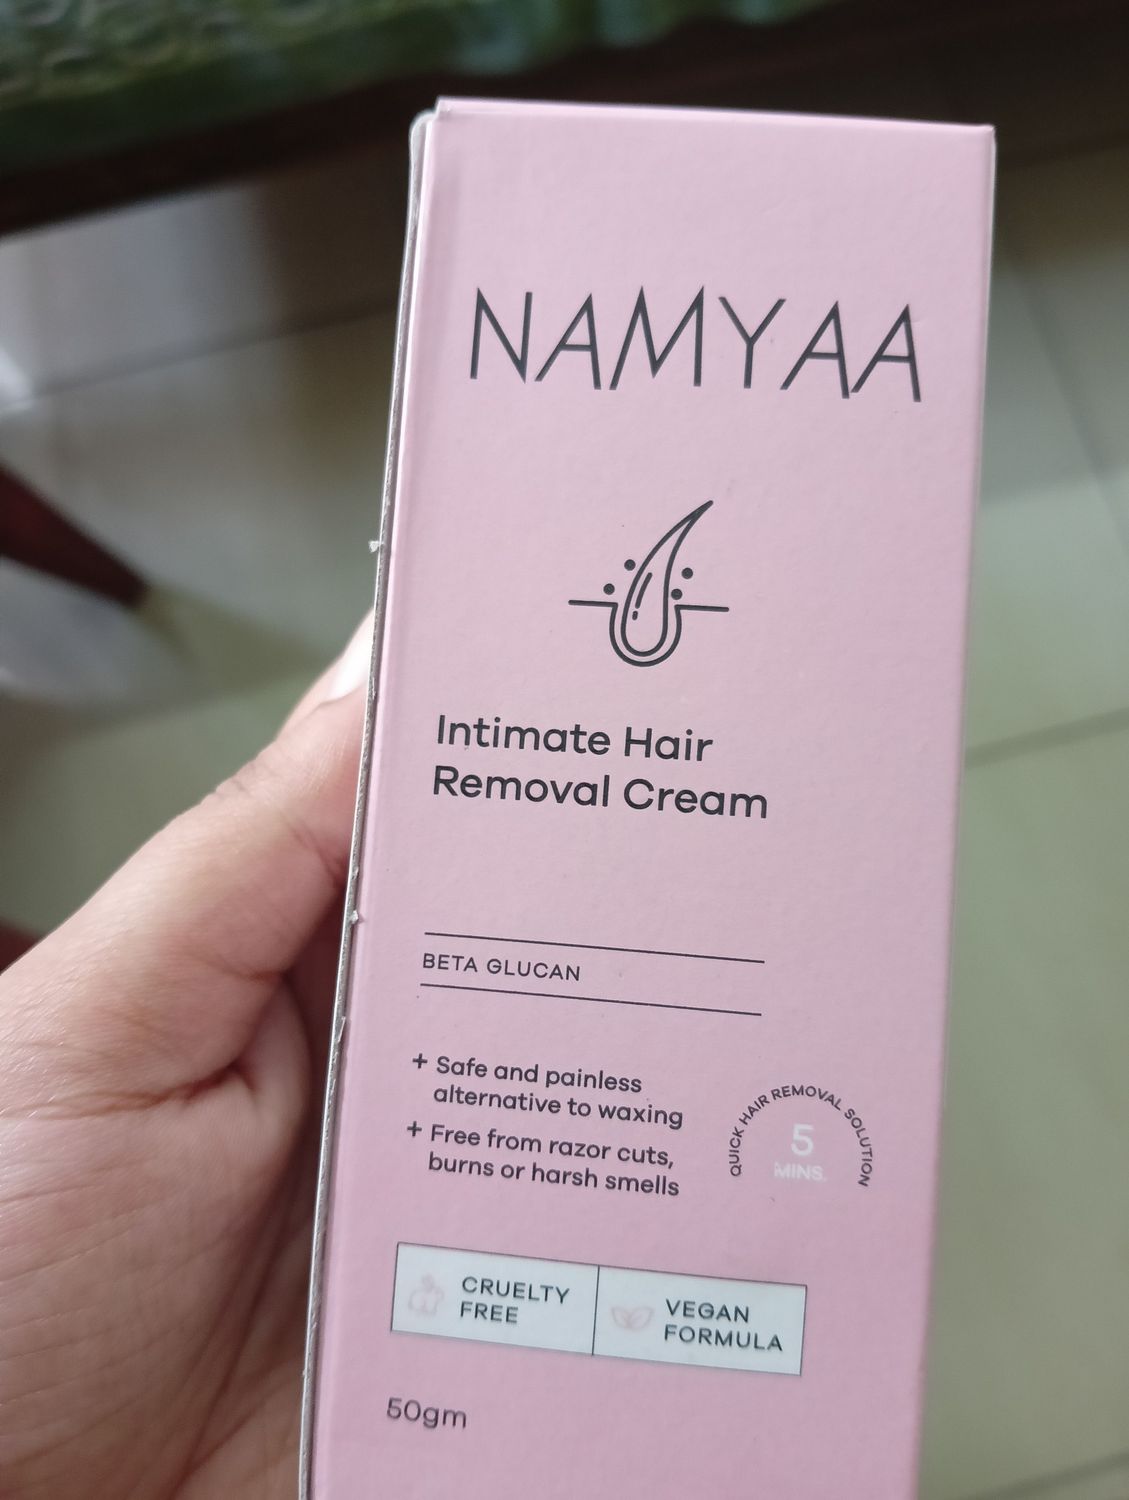 NAMYAA
Intimate Hair
Removal Cream
BETA GLUCAN
+ Safe and painless
alternative to waxing
+ Free from razor cuts,
burns or harsh smells
QUICK HAIR REMOVAL SOLUTION
5
MINS.
CRUELTY
FREE
VEGAN
FORMULA
50gm